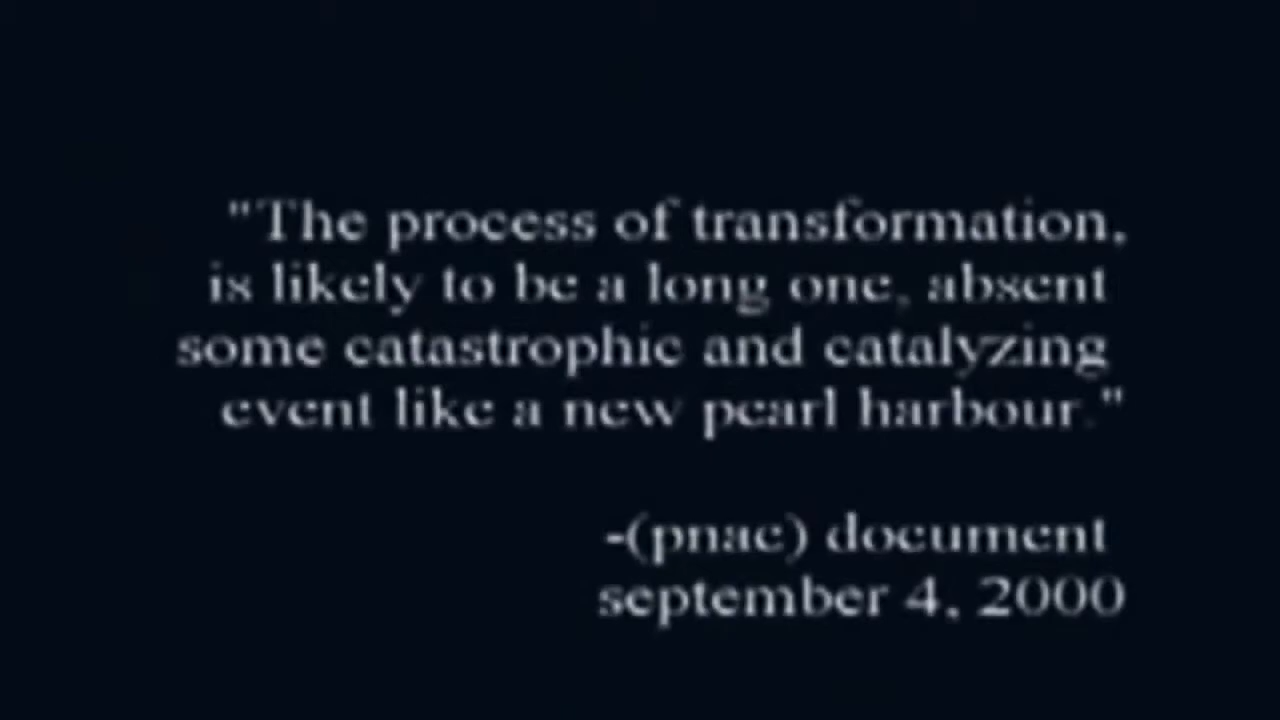 "The process of transformation,
is likely to be a long one, absent
some catastrophic and catalyzing
event like a new pearl harbour."
-(pnac) document
september 4, 2000